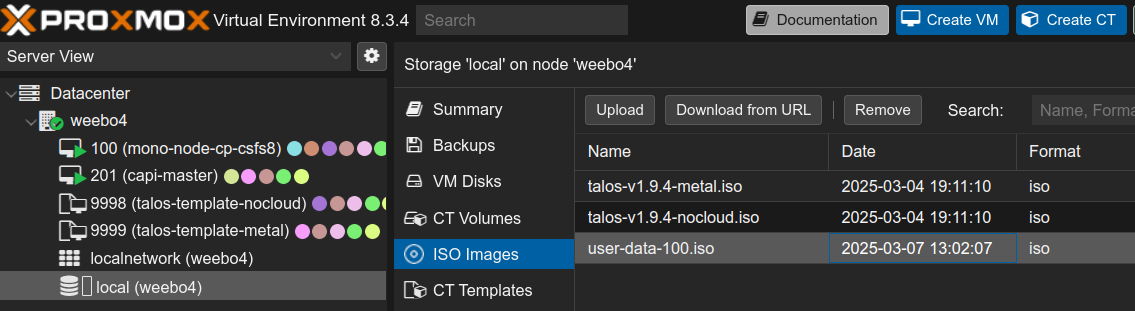 PROXMOX Virtual Environment 8.3.4 Search Documentation Create VM Create CT
Server View
Storage 'local' on node 'weebo4'
Datacenter
weebo4
100 (mono-node-cp-csfs8)
201 (capi-master)
9998 (talos-template-nocloud)
9999 (talos-template-metal)
localnetwork (weebo4)
local (weebo4)
Summary
Backups
VM Disks
CT Volumes
ISO Images
CT Templates
Upload Download from URL Remove Search: Name, Forma
Name Date Format
talos-v1.9.4-metal.iso 2025-03-04 19:11:10 iso
talos-v1.9.4-nocloud.iso 2025-03-04 19:11:10 iso
user-data-100.iso 2025-03-07 13:02:07 iso